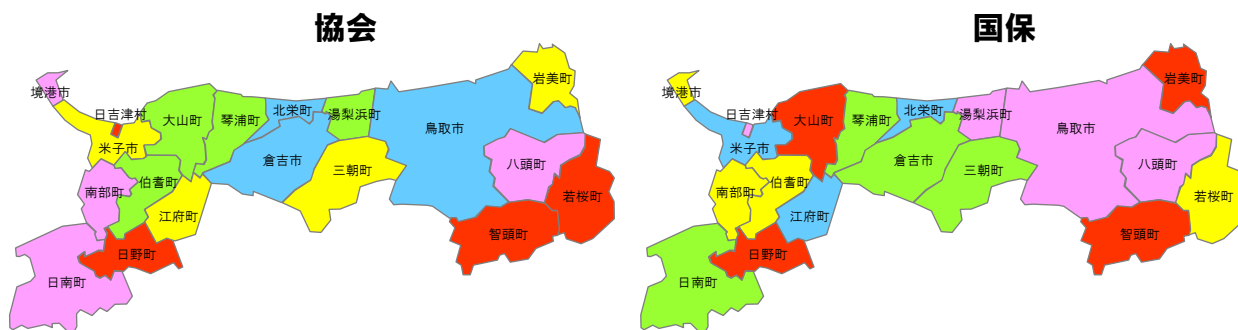 協会
岩美町
境港市
日吉津村
北栄町
湯梨浜町
大山町
琴浦町
鳥取市
米子市
倉吉市
八頭町
三朝町
伯耆町
南部町
若桜町
江府町
智頭町
日野町
日南町
国保
岩美町
境港市
日吉津村
北栄町
湯梨浜町
大山町
琴浦町
鳥取市
米子市
倉吉市
八頭町
三朝町
伯耆町
南部町
若桜町
江府町
智頭町
日野町
日南町